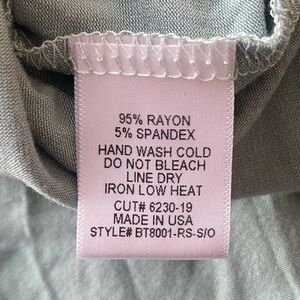 95% RAYON
5% SPANDEX
HAND WASH COLD
DO NOT BLEACH
LINE DRY
IRON LOW HEAT
CUT# 6230-19
MADE IN USA
STYLE# BT8001-RS-S/O